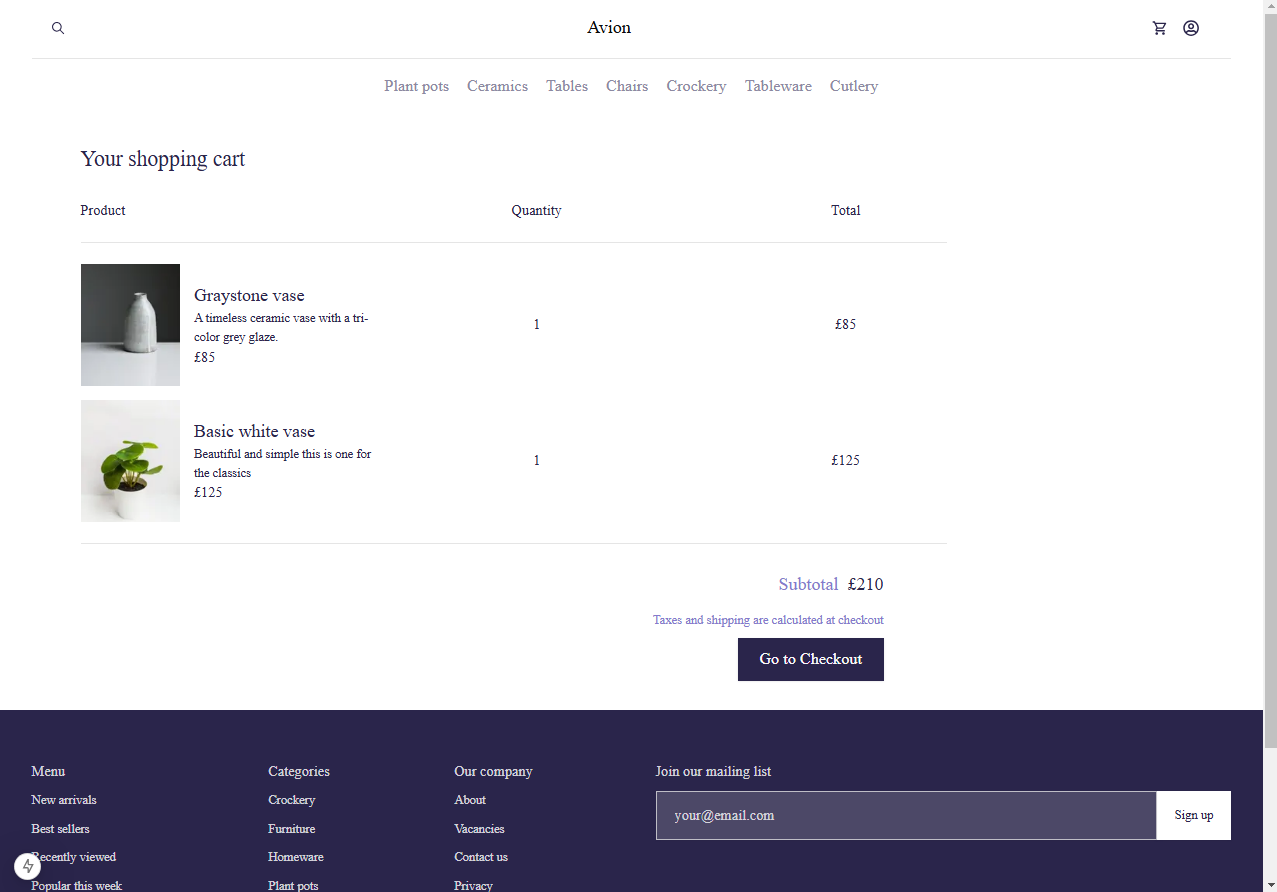 Avion
Plant pots Ceramics Tables Chairs Crockery Tableware Cutlery
Your shopping cart
Product Quantity Total
Graystone vase
A timeless ceramic vase with a tri-
color grey glaze.
£85
1
£85
Basic white vase
Beautiful and simple this is one for
the classics
£125
1
£125
Subtotal £210
Taxes and shipping are calculated at checkout
Go to Checkout
Menu
New arrivals
Best sellers
Recently viewed
Popular this week
Categories
Crockery
Furniture
Homeware
Plant pots
Our company
About
Vacancies
Contact us
Privacy
Join our mailing list
your@email.com
Sign up